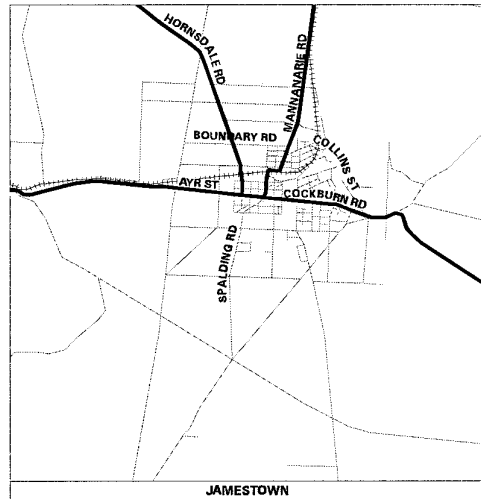 HORNSDALE RD
MANNANARIE RD
BOUNDARY RD
COLLINS ST
AYR ST
COCKBURN RD
SPALDING RD
JAMESTOWN